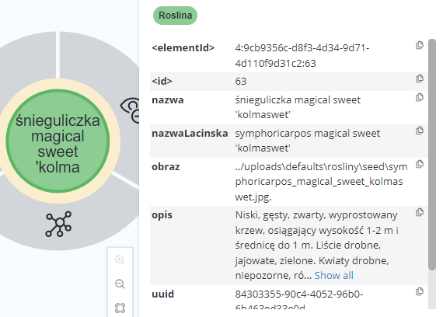 śnieguliczka
magical
sweet
'kolma
Roslina
<elementId> 4:9cb9356c-d8f3-4d34-9d71-
4d110f9d31c2:63
<id> 63
nazwa śnieguliczka magical sweet
'kolmaswet'
nazwaLacinska symphoricarpos magical sweet
'kolmaswet'
obraz ../uploads\defaults\rosliny\seed\sym
phoricarpos_magical_sweet_kolmas
wet.jpg.
opis Niski, gęsty, zwarty, wyprostowany
krzew, osiągający wysokość 1-2 m i
średnicę do 1 m. Liście drobne,
jajowate, zielone. Kwiaty drobne,
niepozorne, ró... Show all
uuid 84303355-90c4-4052-96b0-